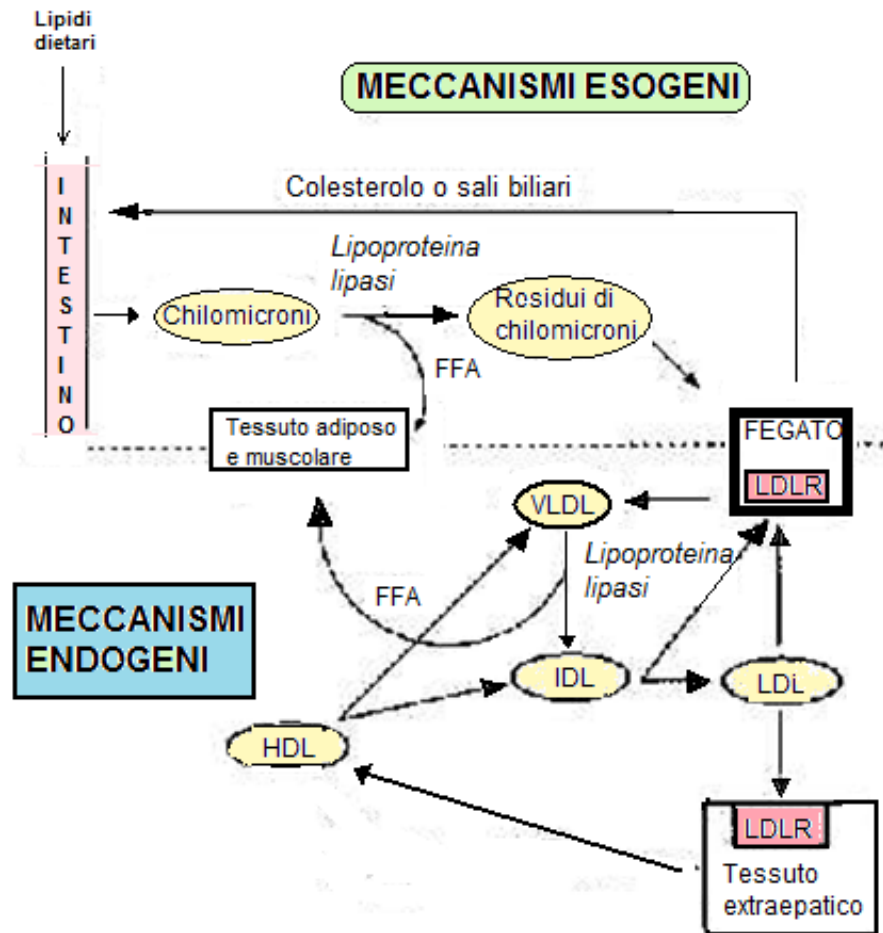 Lipidi
dietari
MECCANISMI ESOGENI
INTESTINO
Colesterolo o sali biliari
Lipoproteina
lipasi
Chilomicroni
Residui di
chilomicroni
FFA
Tessuto adiposo
e muscolare
FEGATO
LDLR
VLDL
Lipoproteina
lipasi
FFA
MECCANISMI
ENDOGENI
IDL
LDL
HDL
LDLR
Tessuto
extraepatico